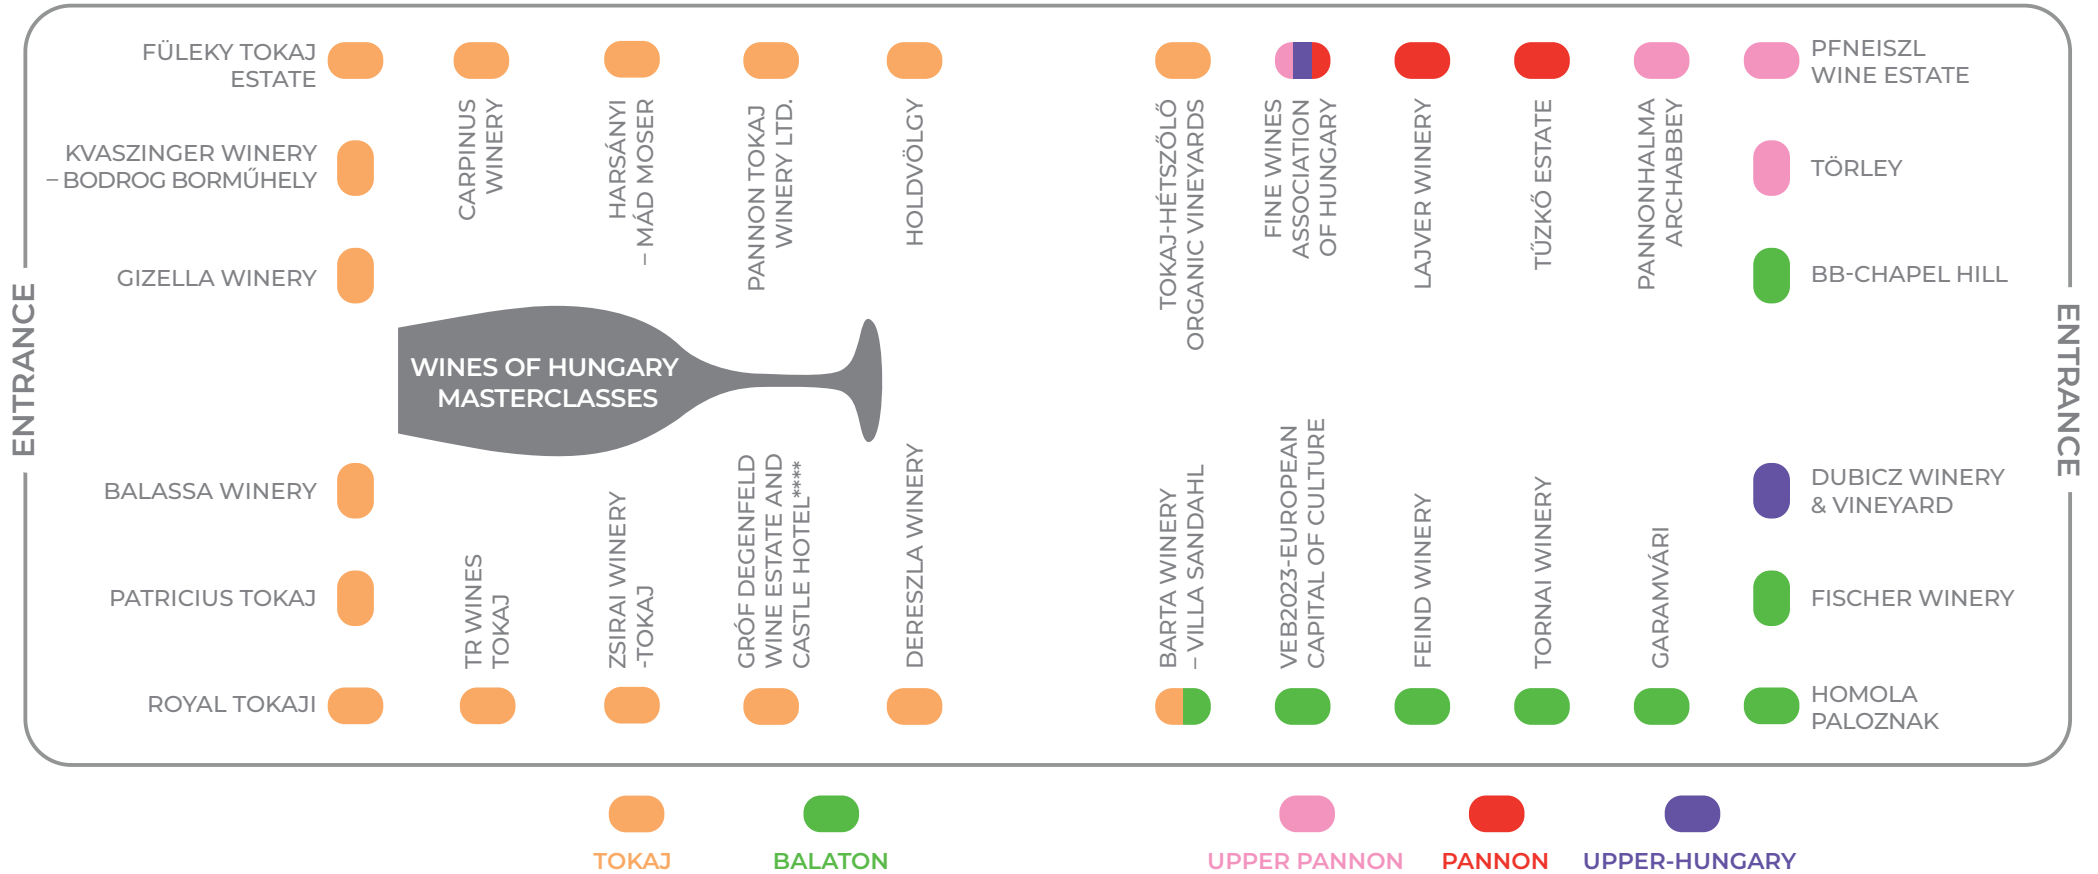 FÜLEKY TOKAJ
ESTATE
PFNEISZL
WINE ESTATE
CARPINUS
WINERY
HARSÁNYI
– MÁD MOSER
PANNON TOKAJ
WINERY LTD.
HOLDVÖLGY
TOKAJ-HÉTSZŐLŐ
ORGANIC VINEYARDS
FINE WINES
ASSOCIATION
OF HUNGARY
LAJVER WINERY
TŰZKŐ ESTATE
PANNONHALMA
ARCHABBEY
KVASZINGER WINERY
– BODROG BORMŰHELY
TÖRLEY
GIZELLA WINERY
BB-CHAPEL HILL
ENTRANCE
WINES OF HUNGARY
MASTERCLASSES
ENTRANCE
BALASSA WINERY
DUBICZ WINERY
& VINEYARD
PATRICIUS TOKAJ
FISCHER WINERY
TR WINES
TOKAJ
ZSIRAI WINERY
-TOKAJ
GRÓF DEGENFELD
WINE ESTATE AND
CASTLE HOTEL****
DERESZLA WINERY
BARTA WINERY
– VILLA SANDAHL
VEB2023-EUROPEAN
CAPITAL OF CULTURE
FEIND WINERY
TORNAI WINERY
GARAMVÁRI
ROYAL TOKAJI
HOMOLA
PALOZNAK
TOKAJ
BALATON
UPPER PANNON
PANNON
UPPER-HUNGARY